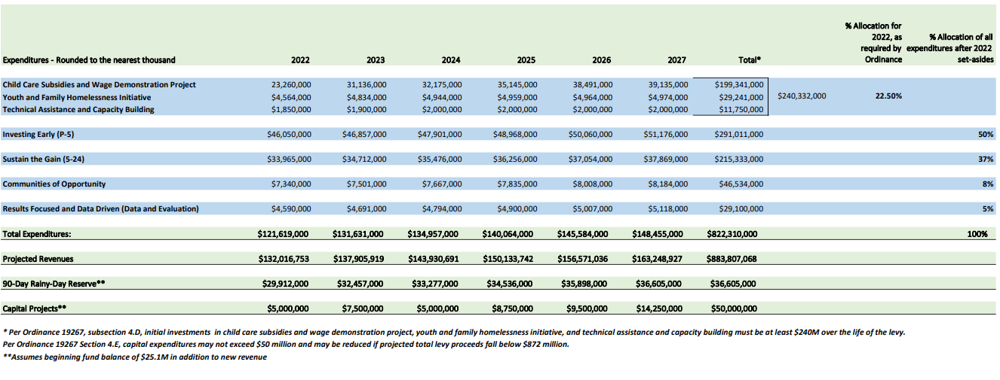 % Allocation for
2022, as % Allocation of all
required by expenditures after 2022
Expenditures - Rounded to the nearest thousand 2022 2023 2024 2025 2026 2027 Total* Ordinance set-asides
Child Care Subsidies and Wage Demonstration Project 23,260,000 31,136,000 32,175,000 35,145,000 38,491,000 39,135,000 $199,341,000
Youth and Family Homelessness Initiative $4,564,000 $4,834,000 $4,944,000 $4,959,000 $4,964,000 $4,974,000 $29,241,000 $240,332,000 22.50%
Technical Assistance and Capacity Building $1,850,000 $1,900,000 $2,000,000 $2,000,000 $2,000,000 $2,000,000 $11,750,000
Investing Early (P-5) $46,050,000 $46,857,000 $47,901,000 $48,968,000 $50,060,000 $51,176,000 $291,011,000 50%
Sustain the Gain (5-24) $33,965,000 $34,712,000 $35,476,000 $36,256,000 $37,054,000 $37,869,000 $215,333,000 37%
Communities of Opportunity $7,340,000 $7,501,000 $7,667,000 $7,835,000 $8,008,000 $8,184,000 $46,534,000 8%
Results Focused and Data Driven (Data and Evaluation) $4,590,000 $4,691,000 $4,794,000 $4,900,000 $5,007,000 $5,118,000 $29,100,000 5%
Total Expenditures: $121,619,000 $131,631,000 $134,957,000 $140,064,000 $145,584,000 $148,455,000 $822,310,000 100%
Projected Revenues $132,016,753 $137,905,919 $143,930,691 $150,133,742 $156,571,036 $163,248,927 $883,807,068
90-Day Rainy-Day Reserve** $29,912,000 $32,457,000 $33,277,000 $34,536,000 $35,898,000 $36,605,000 $36,605,000
Capital Projects** $5,000,000 $7,500,000 $5,000,000 $8,750,000 $9,500,000 $14,250,000 $50,000,000
* Per Ordinance 19267, subsection 4.D, initial investments in child care subsidies and wage demonstration project, youth and family homelessness initiative, and technical assistance and capacity building must be at least $240M over the life of the levy.
Per Ordinance 19267 Section 4.E, capital expenditures may not exceed $50 million and may be reduced if projected total levy proceeds fall below $872 million.
**Assumes beginning fund balance of $25.1M in addition to new revenue